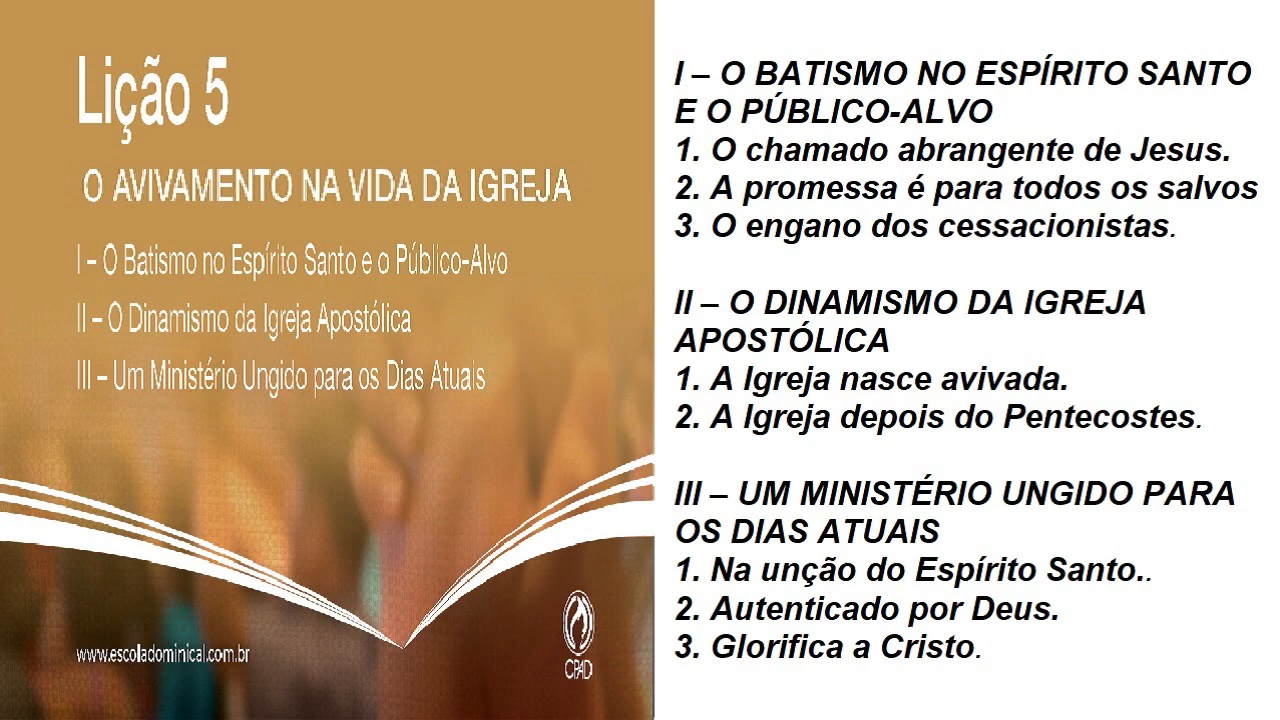 Lição 5
O AVIVAMENTO NA VIDA DA IGREJA
I – O Batismo no Espírito Santo e o Público-Alvo
II – O Dinamismo da Igreja Apostólica
III – Um Ministério Ungido para os Dias Atuais
www.escoladominical.com.br
CPAD
I – O BATISMO NO ESPÍRITO SANTO
E O PÚBLICO-ALVO
1. O chamado abrangente de Jesus.
2. A promessa é para todos os salvos
3. O engano dos cessacionistas.
II – O DINAMISMO DA IGREJA
APOSTÓLICA
1. A Igreja nasce avivada.
2. A Igreja depois do Pentecostes.
III – UM MINISTÉRIO UNGIDO PARA
OS DIAS ATUAIS
1. Na unção do Espírito Santo..
2. Autenticado por Deus.
3. Glorifica a Cristo.